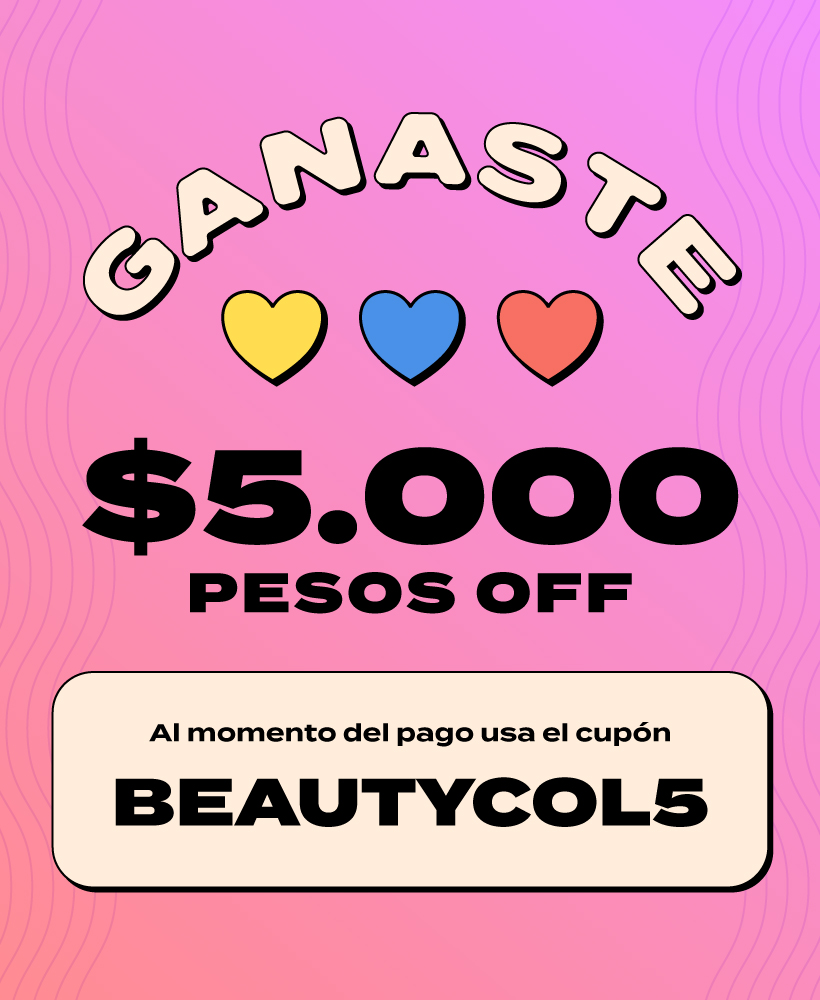 GANASTE
$5.000
PESOS OFF
Al momento del pago usa el cupón
BEAUTYCOL5